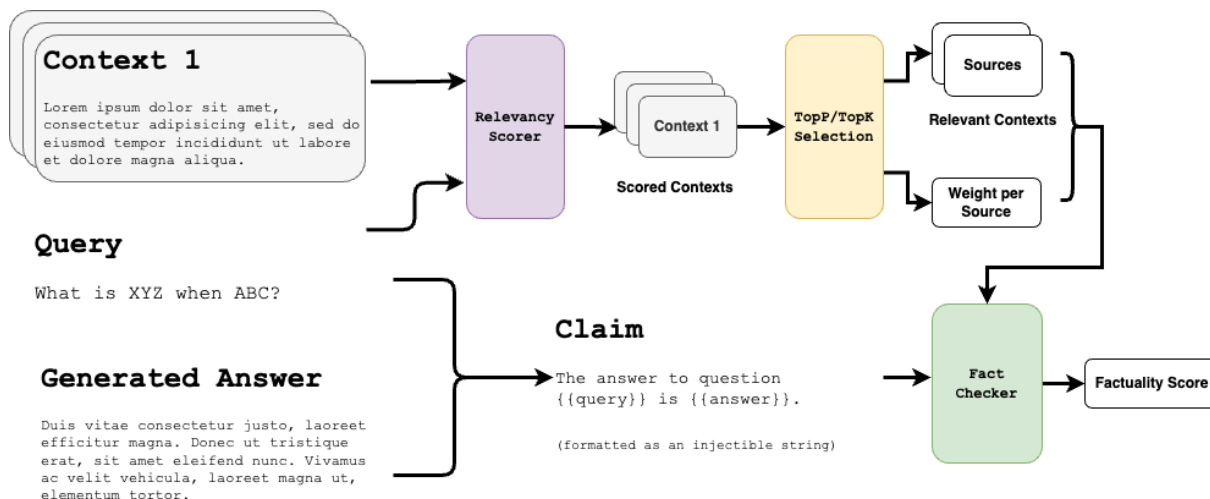 Context 1
Lorem ipsum dolor sit amet,
consectetur adipisicing elit, sed do
eiusmod tempor incididunt ut labore
et dolore magna aliqua.
Relevancy
Scorer
Context 1
Scored Contexts
TopP/TopK
Selection
Sources
Relevant Contexts
Weight per
Source
Query
What is XYZ when ABC?
Generated Answer
Duis vitae consectetur justo, laoreet
efficitur magna. Donec ut tristique
erat, sit amet eleifend nunc. Vivamus
ac velit vehicula, laoreet magna ut,
elementum tortor.
Claim
The answer to question
{{query}} is {{answer}}.
(formatted as an injectible string)
Fact
Checker
Factuality Score